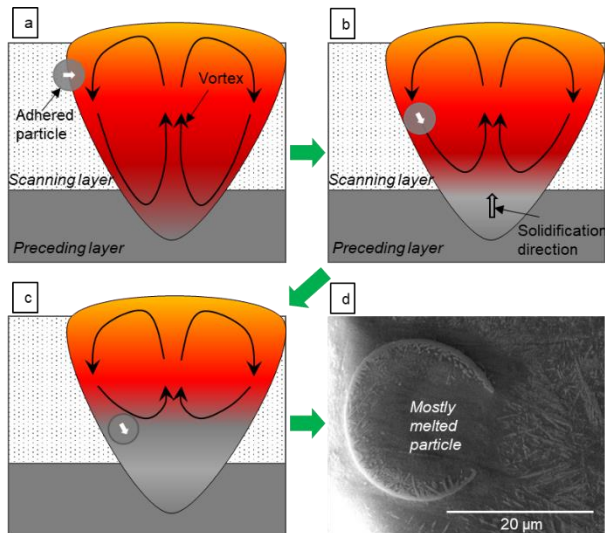 a
Vortex
Adhered
particle
Scanning layer
Preceding layer
b
Scanning layer
Preceding layer
Solidification
direction
c
d
Mostly
melted
particle
20 μm